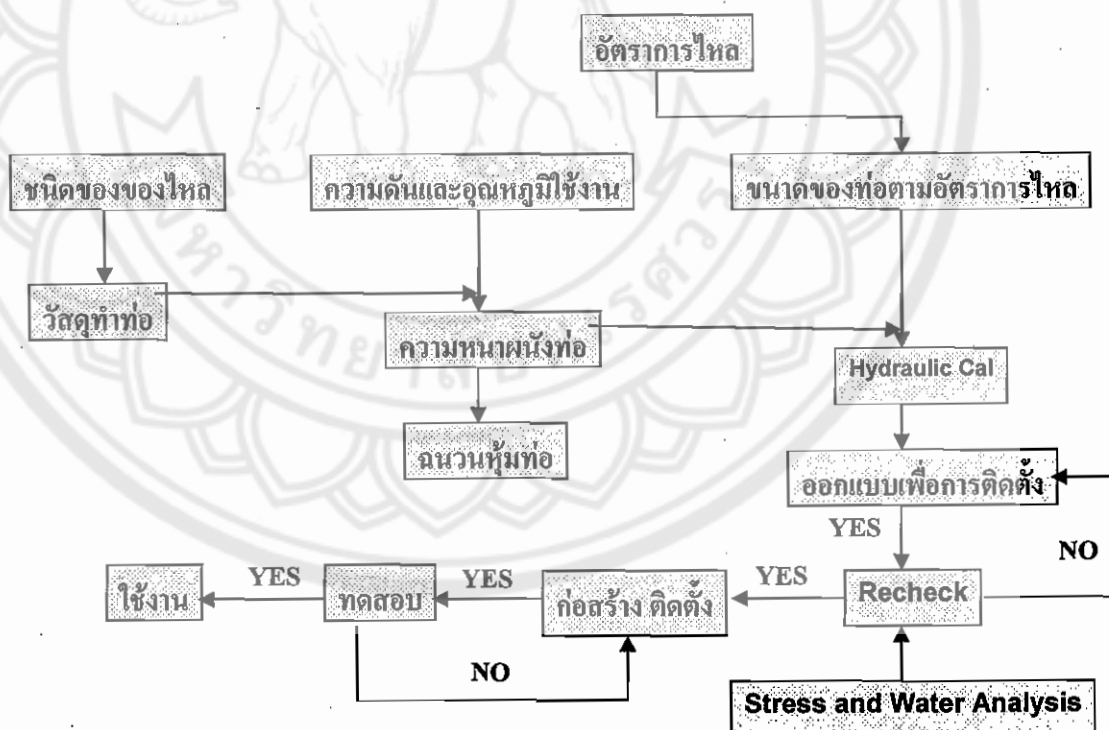 อัตราการไหล
ชนิดของของไหล
ความดันและอุณหภูมิใช้งาน
ขนาดของท่อตามอัตราการไหล
วัสดุทำท่อ
ความหนาผนังท่อ
Hydraulic Cal
ฉนวนหุ้มท่อ
ออกแบบเพื่อการติดตั้ง
YES
NO
ใช้งาน
YES
ทดสอบ
YES
ก่อสร้าง ติดตั้ง
YES
Recheck
NO
Stress and Water Analysis